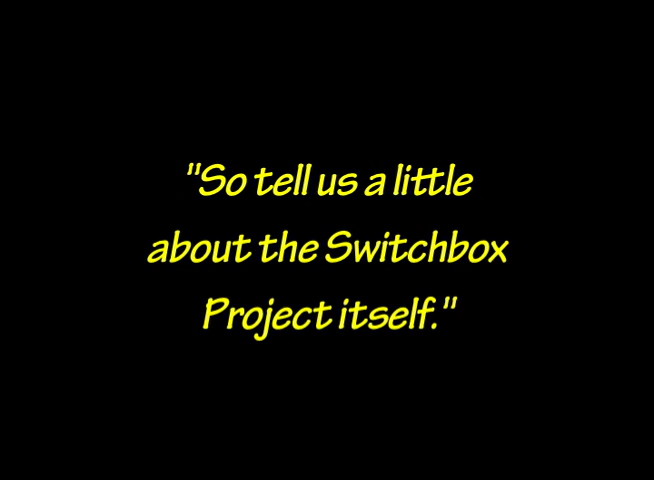 "So tell us a little
about the Switchbox
Project itself."